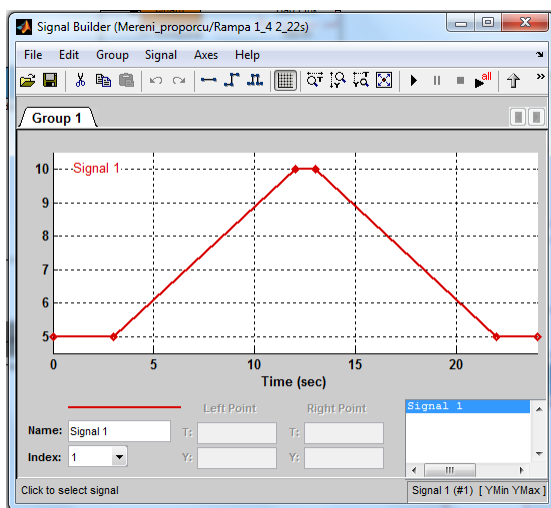 Signal Builder (Mereni_proporcu/Rampa 1_4 2_22s)
File Edit Group Signal Axes Help
all
Group 1
Signal 1
10
9
8
7
6
5
0 5 10 15 20
Time (sec)
Left Point Right Point
Name: Signal 1 T: T:
Index: 1 Y: Y:
Signal 1
Click to select signal
Signal 1 (#1) [ YMin YMax ]